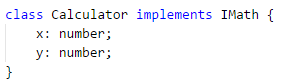 class Calculator implements IMath {
    x: number;
    y: number;
}